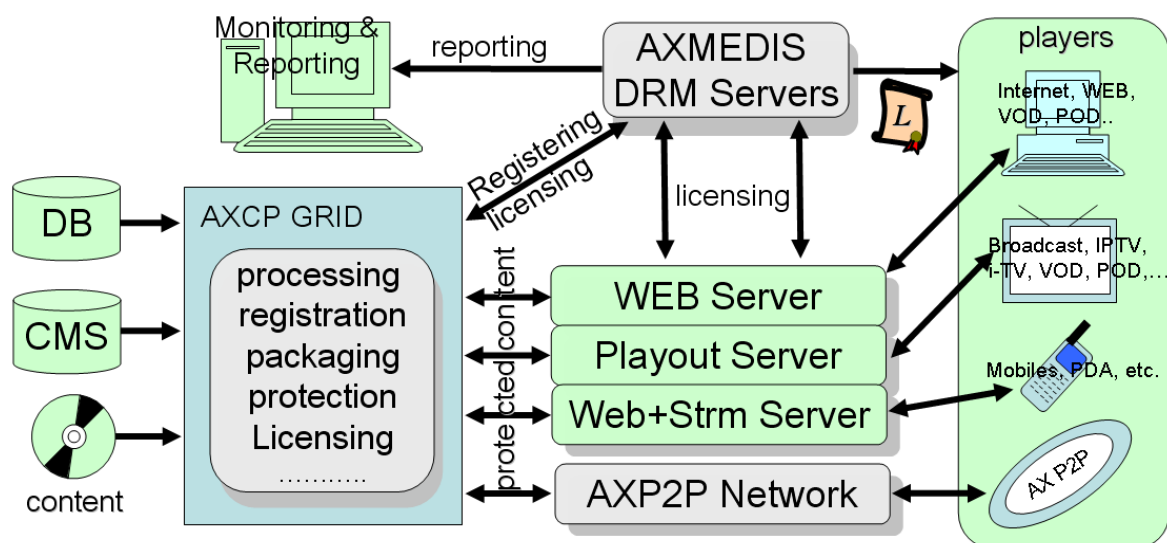 Monitoring &
Reporting
reporting
AXMEDIS
DRM Servers
L
players
Internet, WEB,
VOD, POD..
Registering
licensing
licensing
DB
CMS
content
AXCP GRID
processing
registration
packaging
protection
Licensing
………..
protected content
WEB Server
Playout Server
Web+Strm Server
AXP2P Network
Broadcast, IPTV,
i-TV, VOD, POD,…
Mobiles, PDA, etc.
AX P2P